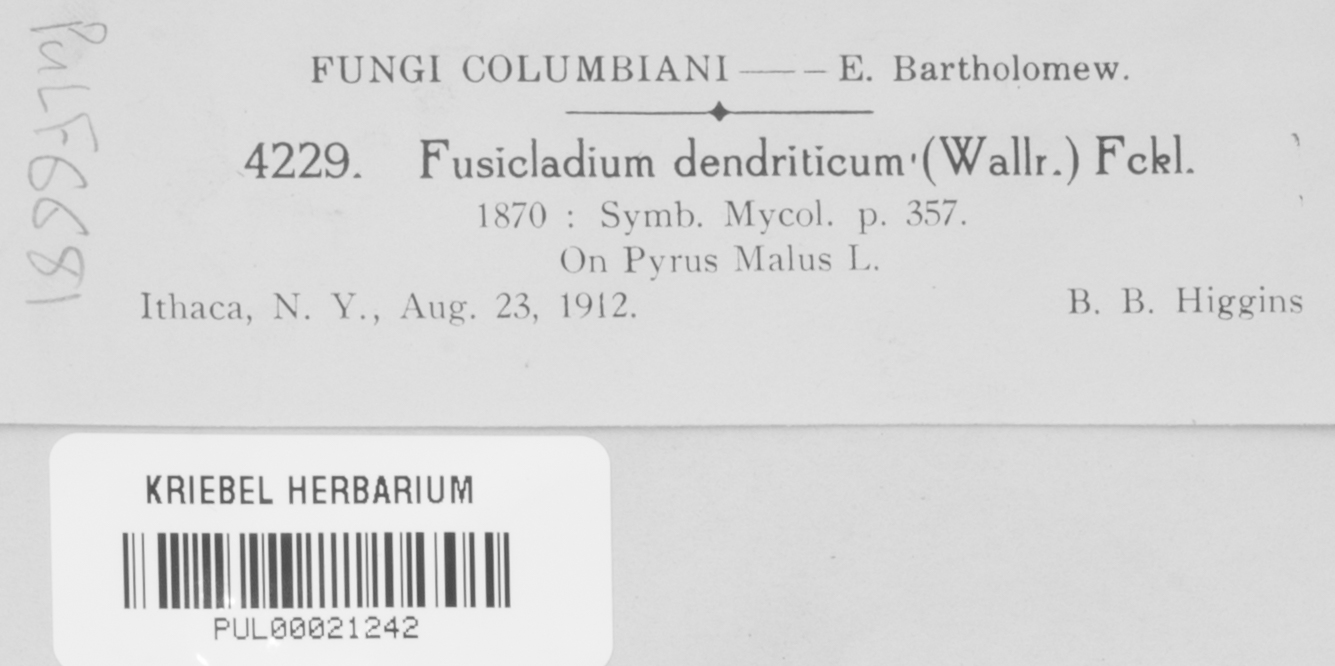 PULF6681
FUNGI COLUMBIANI —— – E. Bartholomew.
4229. Fusicladium dendriticum (Wallr.) Fckl.
1870 : Symb. Mycol. p. 357.
On Pyrus Malus L.
Ithaca, N. Y., Aug. 23, 1912. B. B. Higgins
KRIEBEL HERBARIUM
PUL00021242